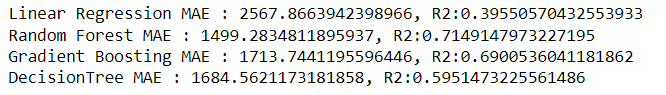 Linear Regression MAE : 2567.8663942398966, R2:0.39550570432553933
Random Forest MAE : 1499.2834811895937, R2:0.7149147973227195
Gradient Boosting MAE : 1713.7441195596446, R2:0.6900536041181862
DecisionTree MAE : 1684.5621173181858, R2:0.5951473225561486